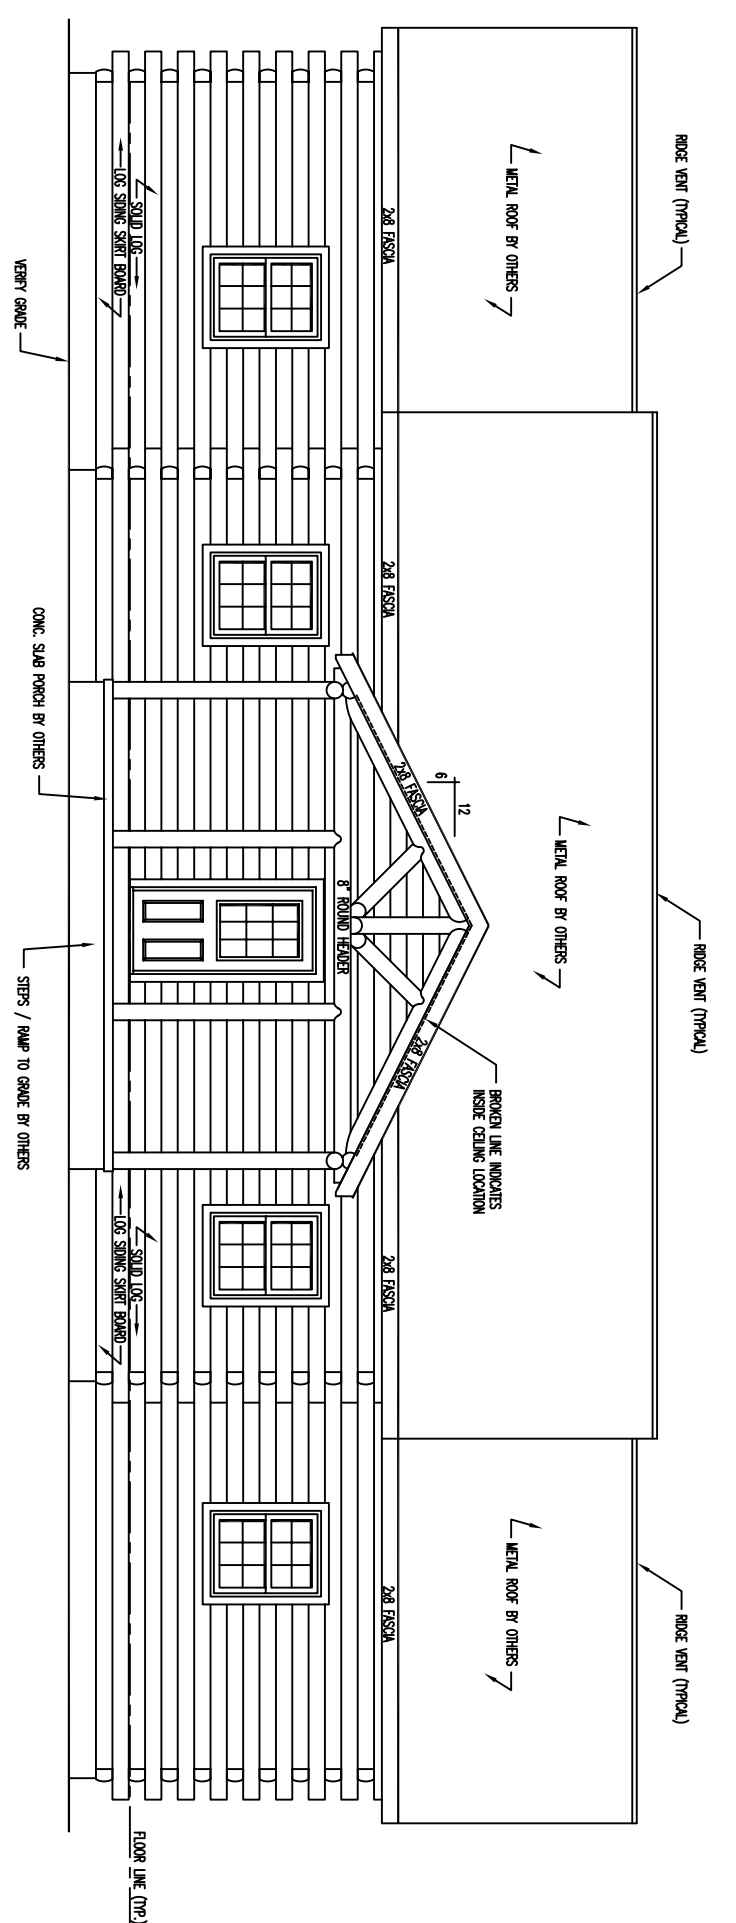 RIDGE VENT (TYPICAL)
RIDGE VENT (TYPICAL)
RIDGE VENT (TYPICAL)
METAL ROOF BY OTHERS
METAL ROOF BY OTHERS
METAL ROOF BY OTHERS
12
6
BROKEN LINE INDICATES
INSIDE CEILING LOCATION
2x8 FASCIA
2x8 FASCIA
2x8 FASCIA
2x8 FASCIA
2x8 FASCIA
2x8 FASCIA
8" ROUND HEADER
SOLID LOG
LOG SIDING SKIRT BOARD
SOLID LOG
LOG SIDING SKIRT BOARD
FLOOR LINE (TYP.)
VERIFY GRADE
CONC. SLAB PORCH BY OTHERS
STEPS / RAMP TO GRADE BY OTHERS